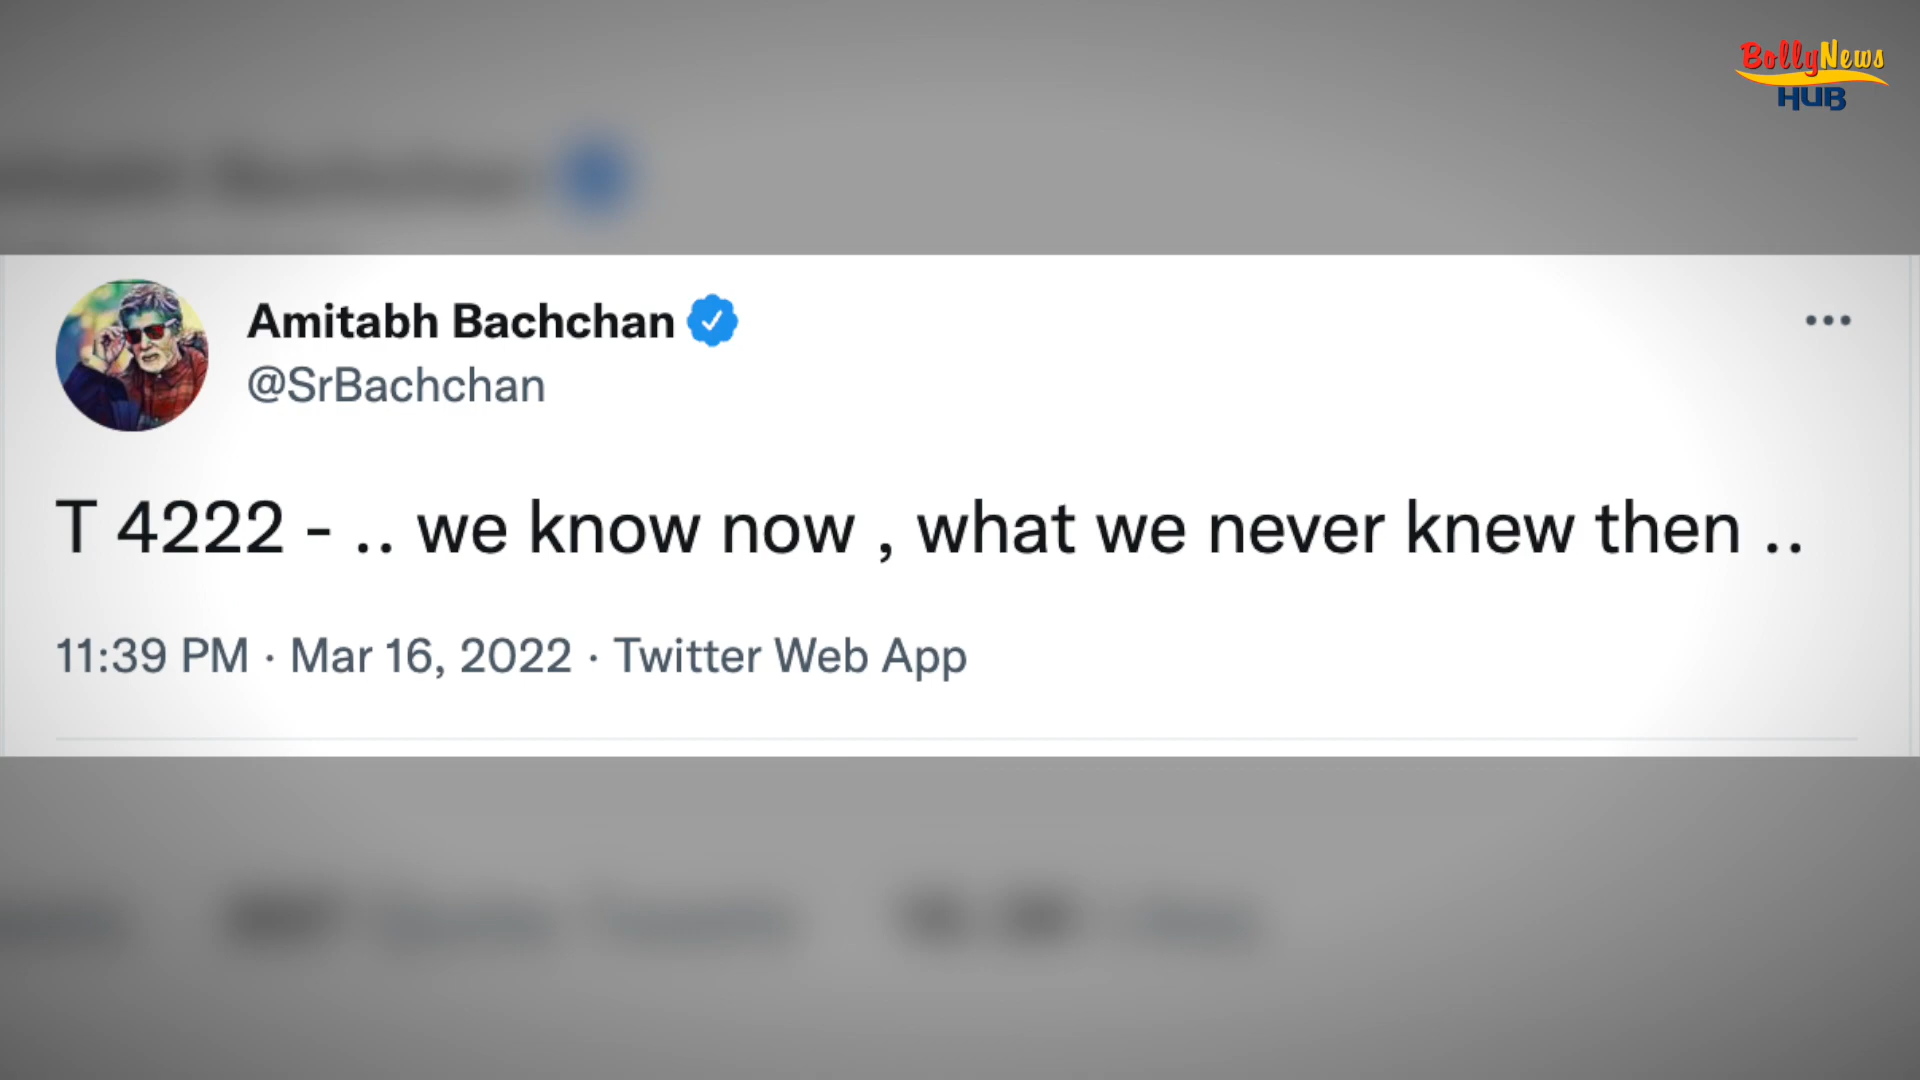 BollyNews
HUB
Amitabh Bachchan
@SrBachchan
T 4222 - .. we know now , what we never knew then ..
11:39 PM · Mar 16, 2022 · Twitter Web App